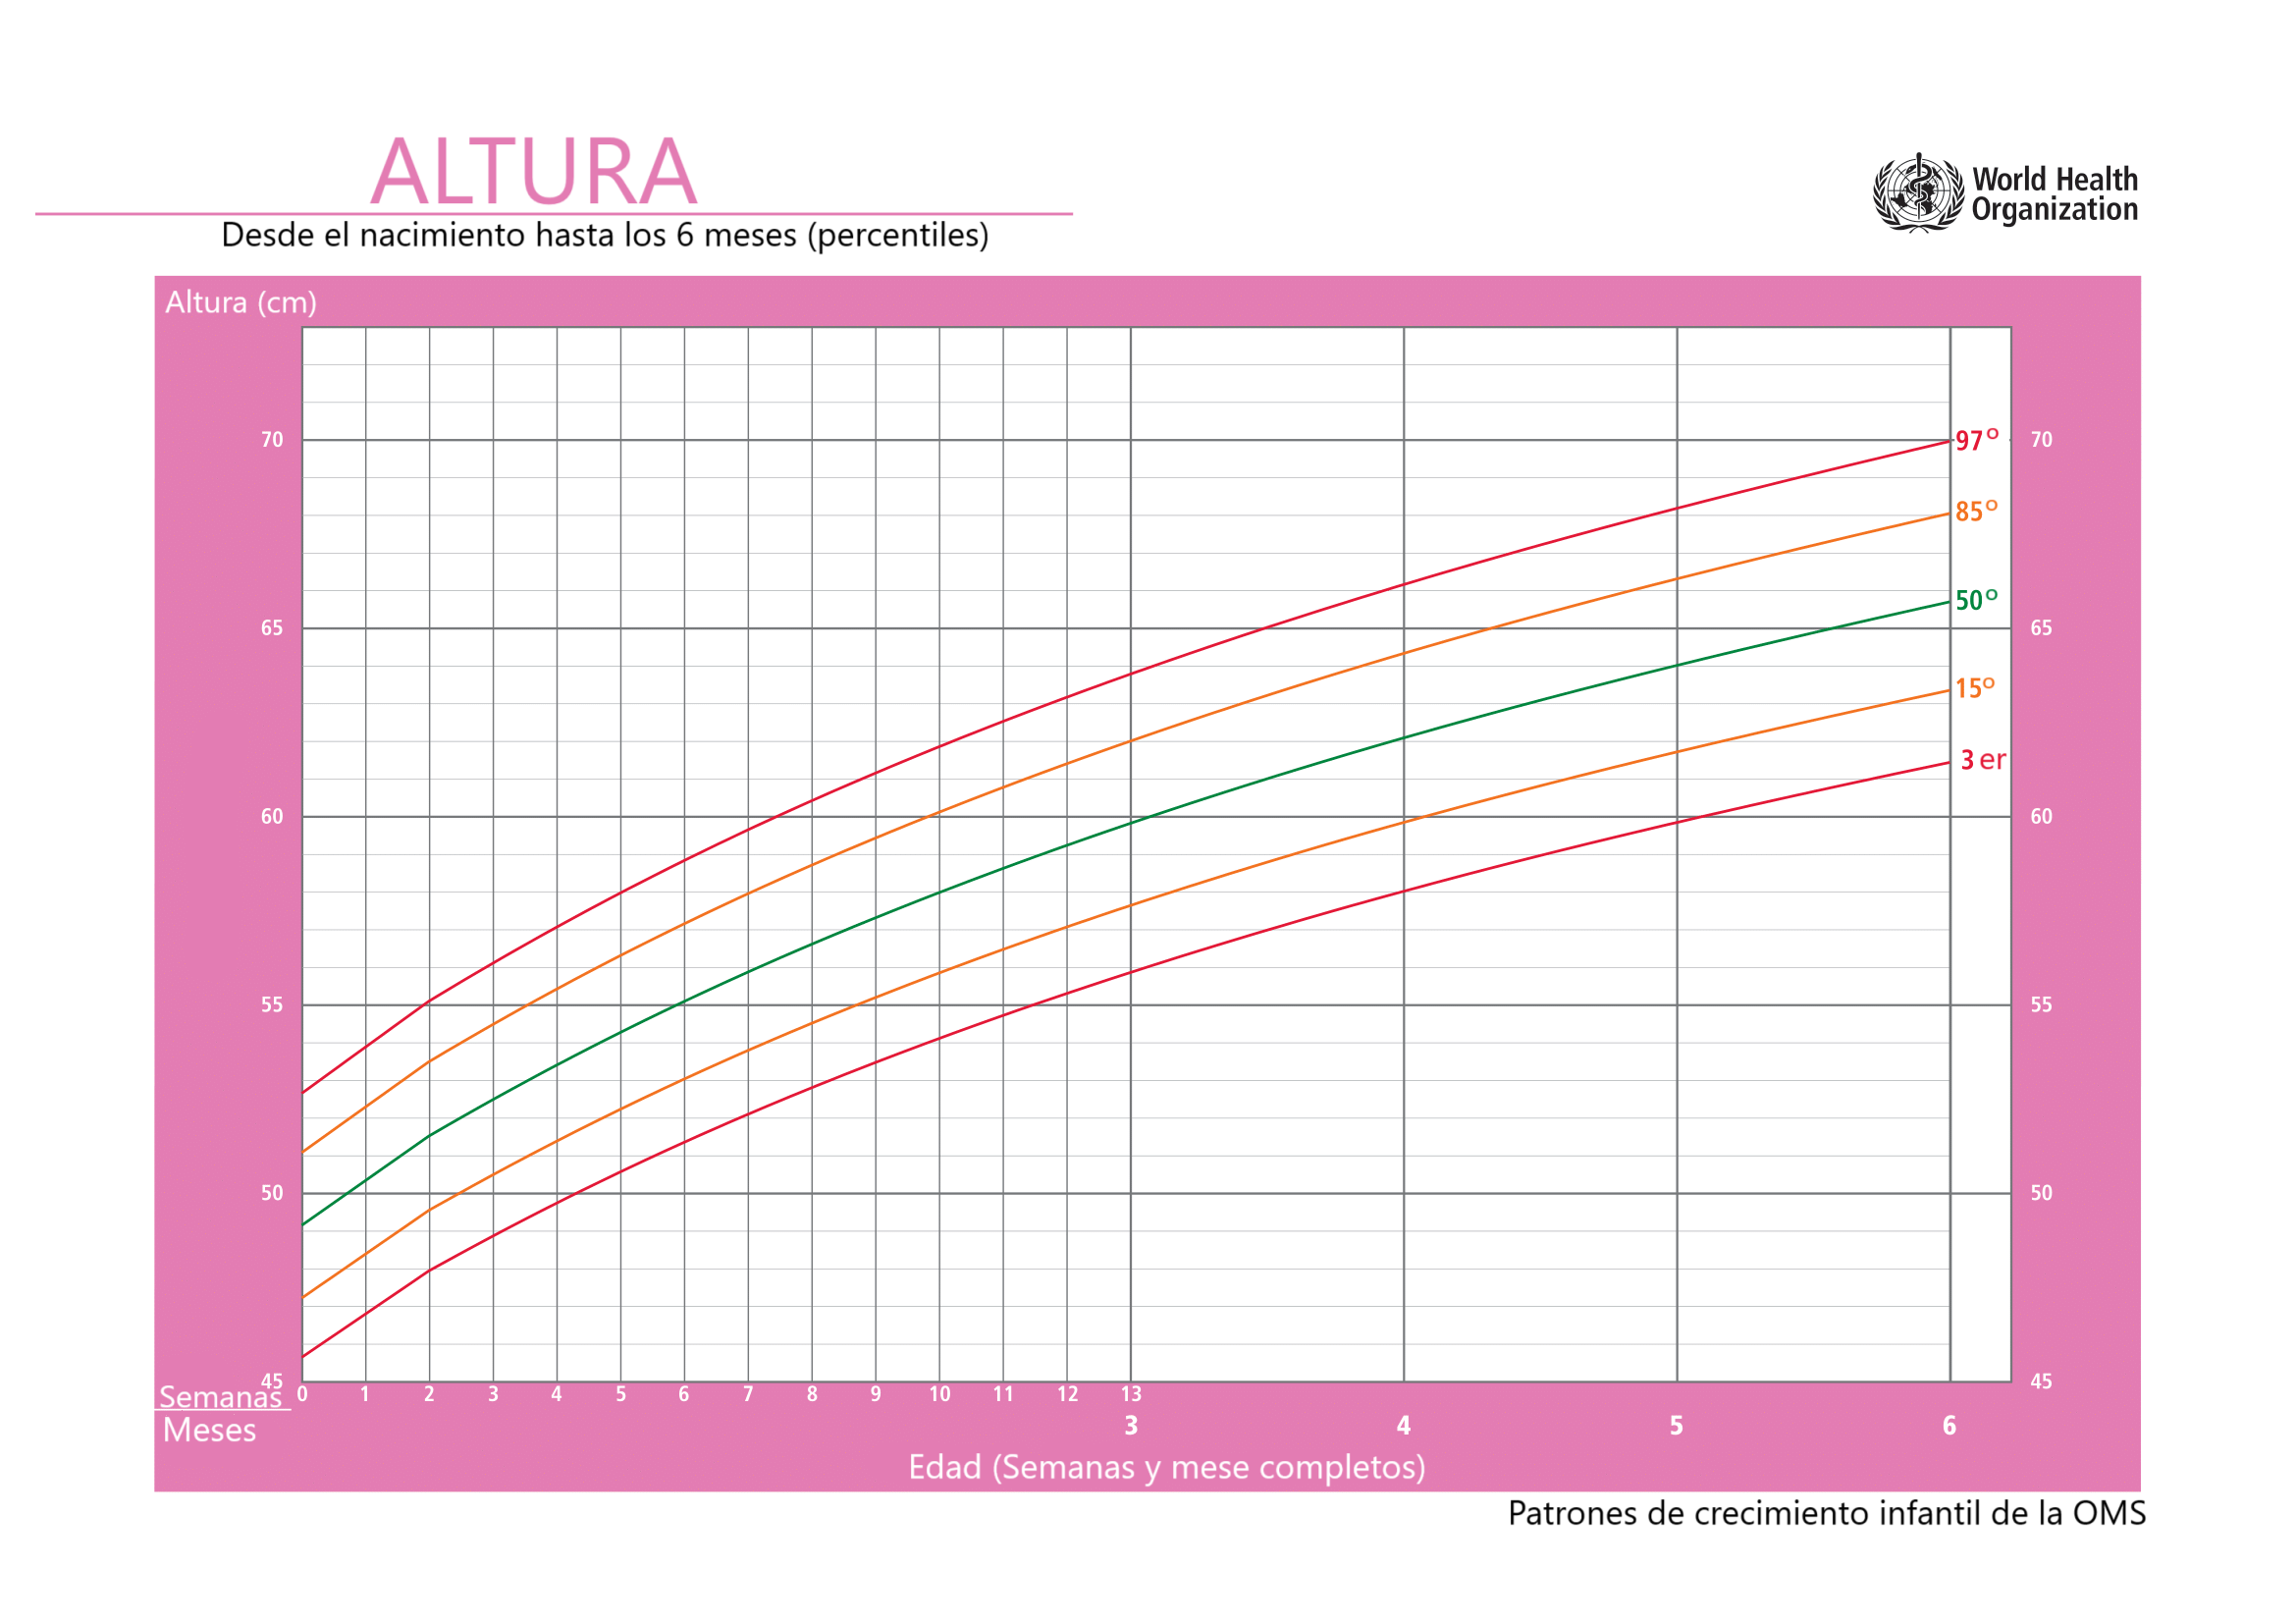 ALTURA
Desde el nacimiento hasta los 6 meses (percentiles)
World Health
Organization
Altura (cm)
70 97º 70
85º
65 50º 65
15º
3 er
60 60
55 55
50 50
45 45
Semanas 0 1 2 3 4 5 6 7 8 9 10 11 12 13
Meses 3 4 5 6
Edad (Semanas y mese completos)
Patrones de crecimiento infantil de la OMS